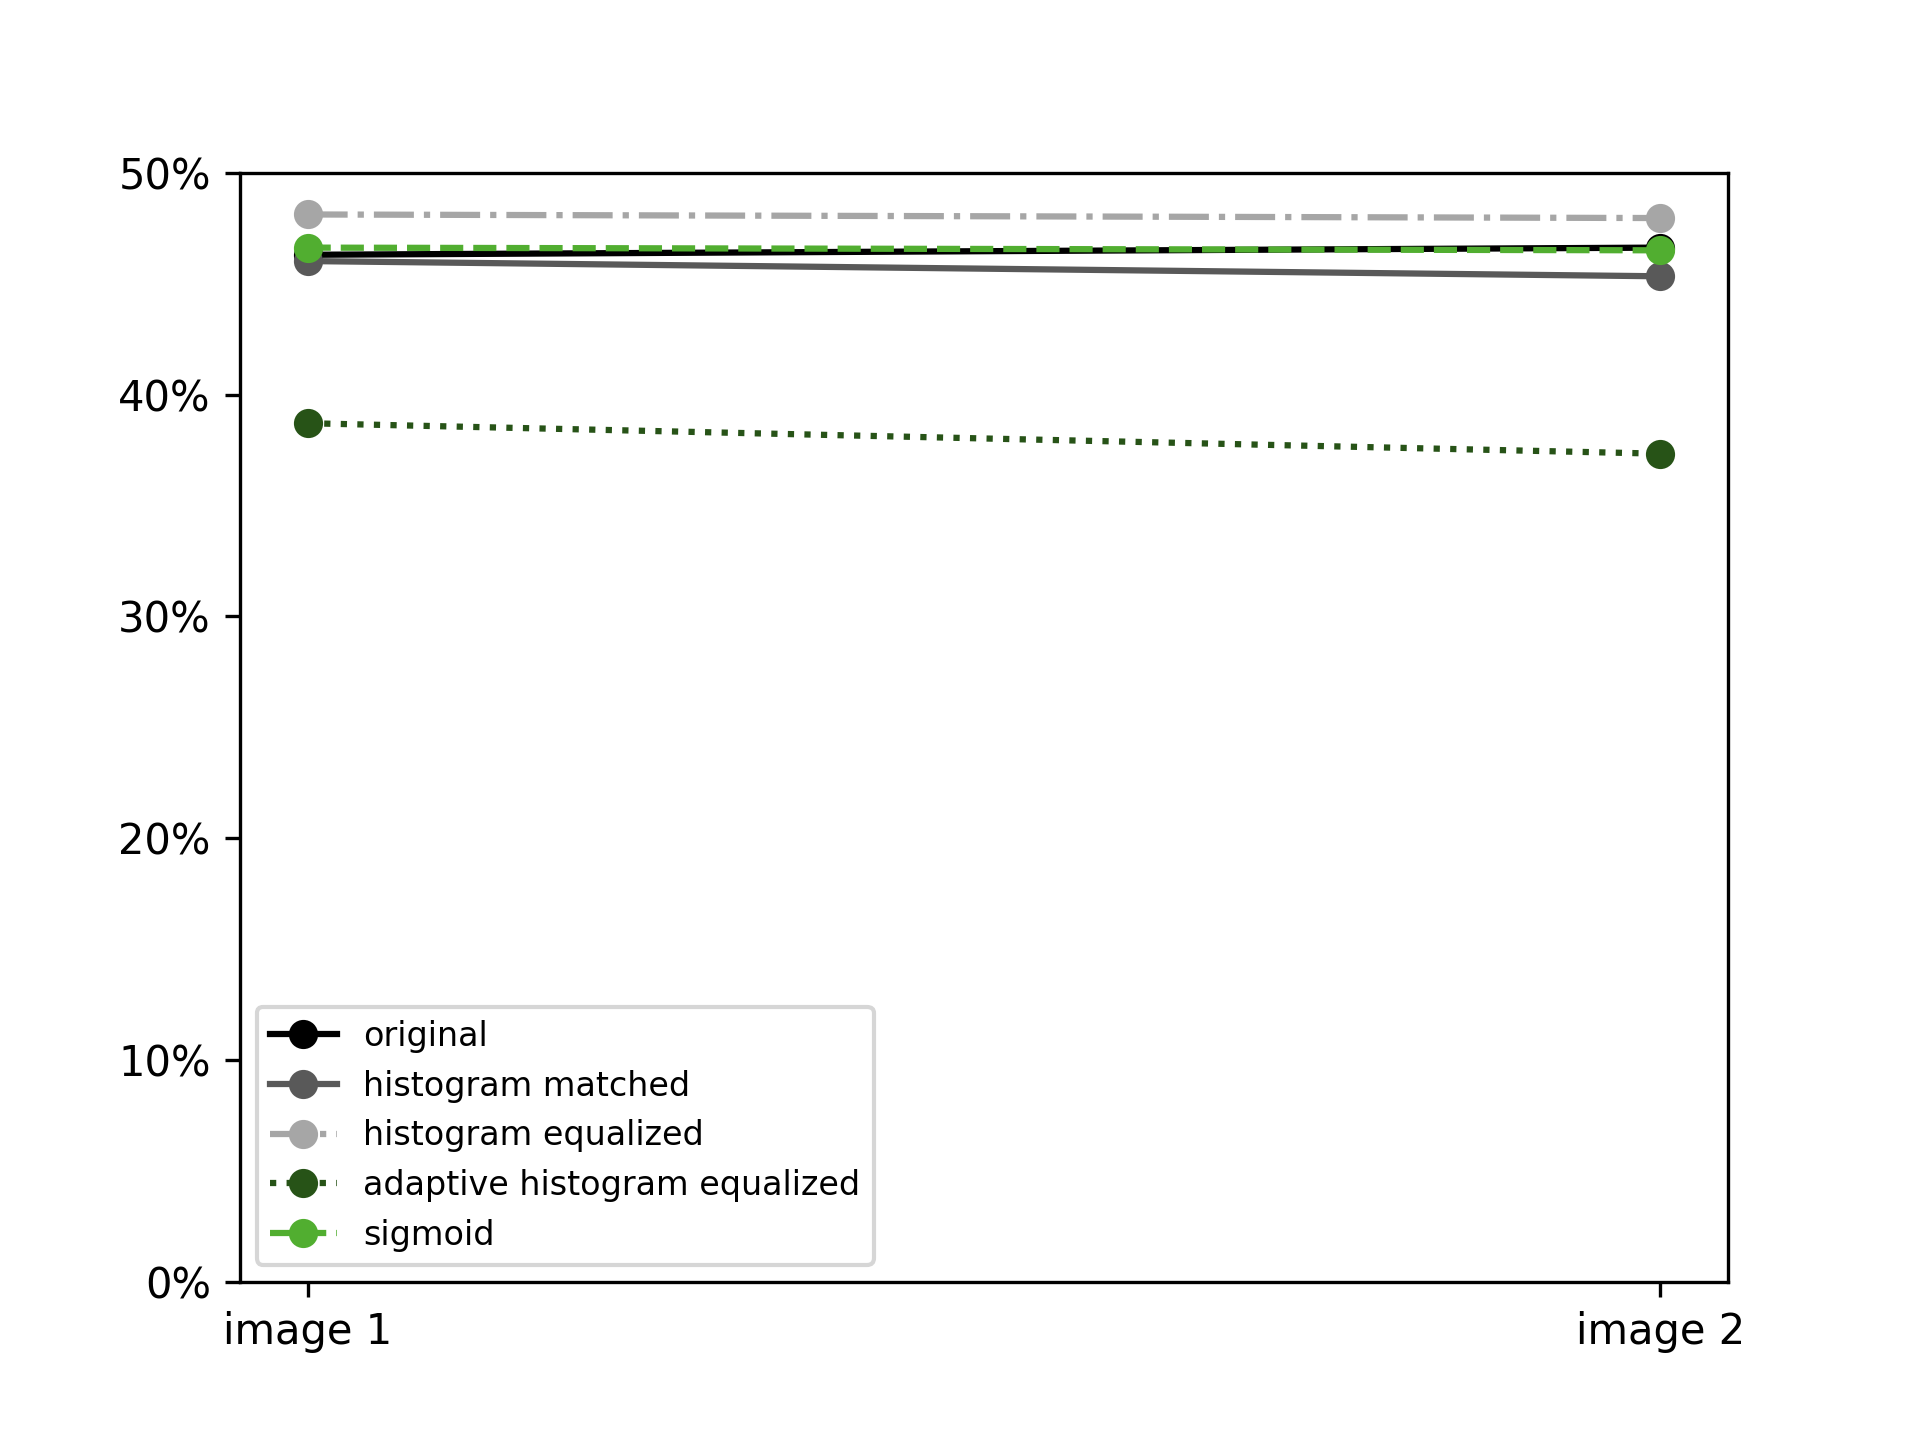 50%
40%
30%
20%
10%
0%
original
histogram matched
histogram equalized
adaptive histogram equalized
sigmoid
image 1
image 2